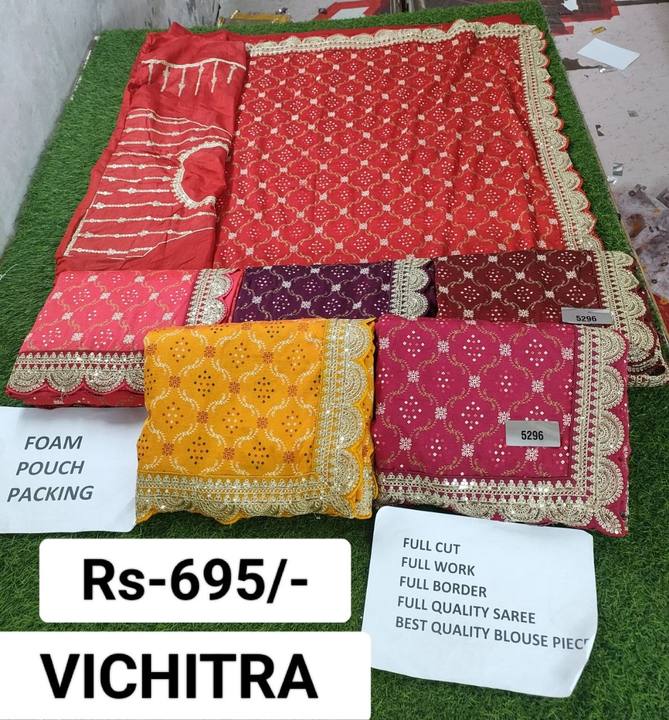 5296
5296
FOAM
POUCH
PACKING
FULL CUT
FULL WORK
FULL BORDER
FULL QUALITY SAREE
BEST QUALITY BLOUSE PIECE
Rs-695/-
VICHITRA